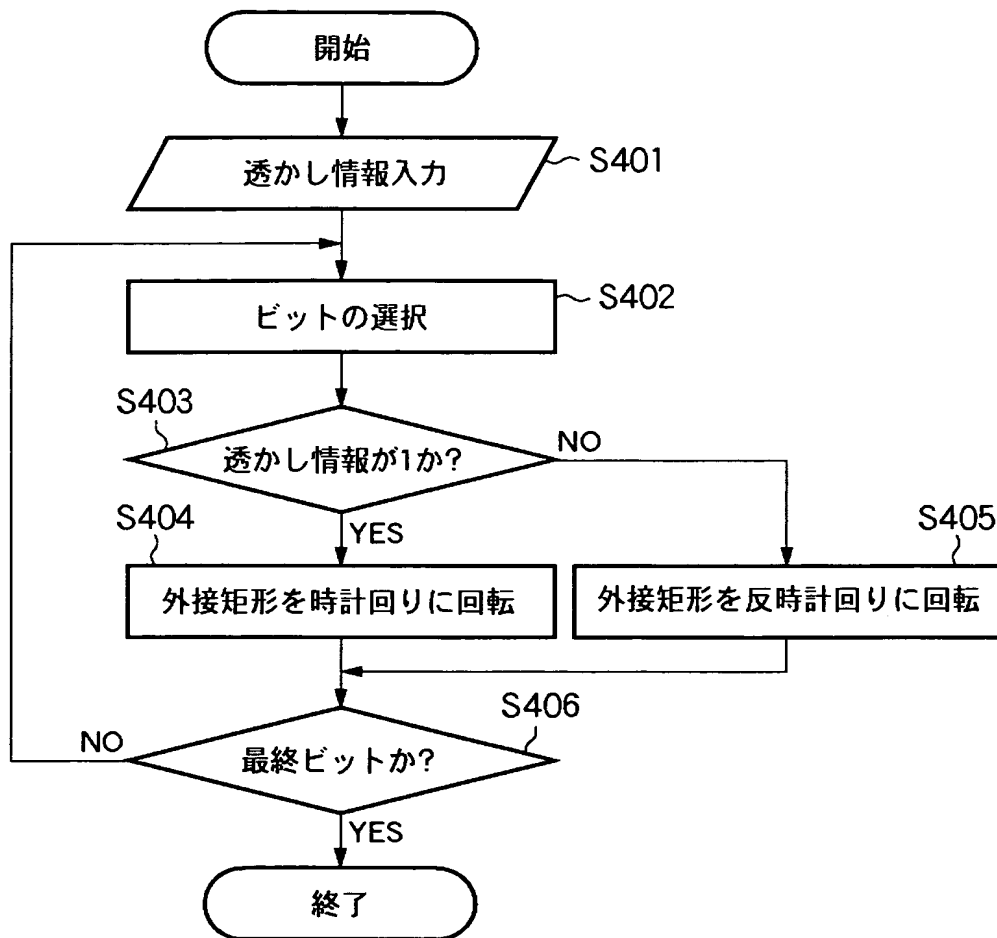 開始
透かし情報入力
S401
ビットの選択
S402
S403
透かし情報が1か?
NO
YES
S404
外接矩形を時計回りに回転
S405
外接矩形を反時計回りに回転
S406
最終ビットか?
NO
YES
終了